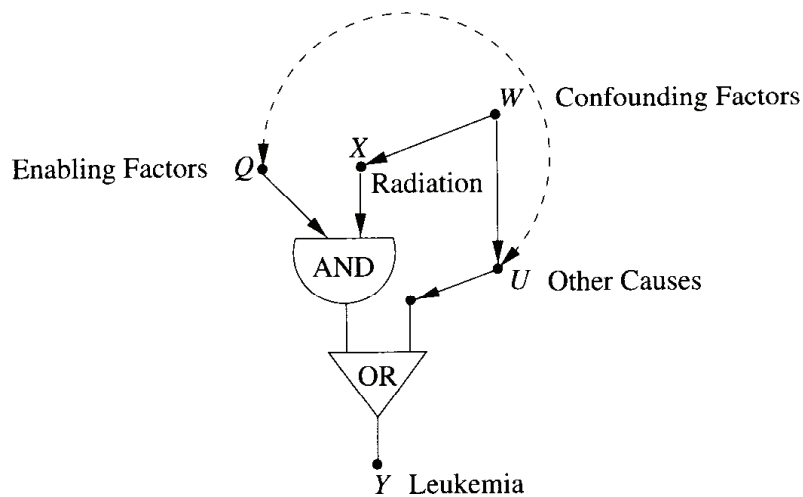 W Confounding Factors
X
Enabling Factors Q
Radiation
AND
U Other Causes
OR
Y Leukemia